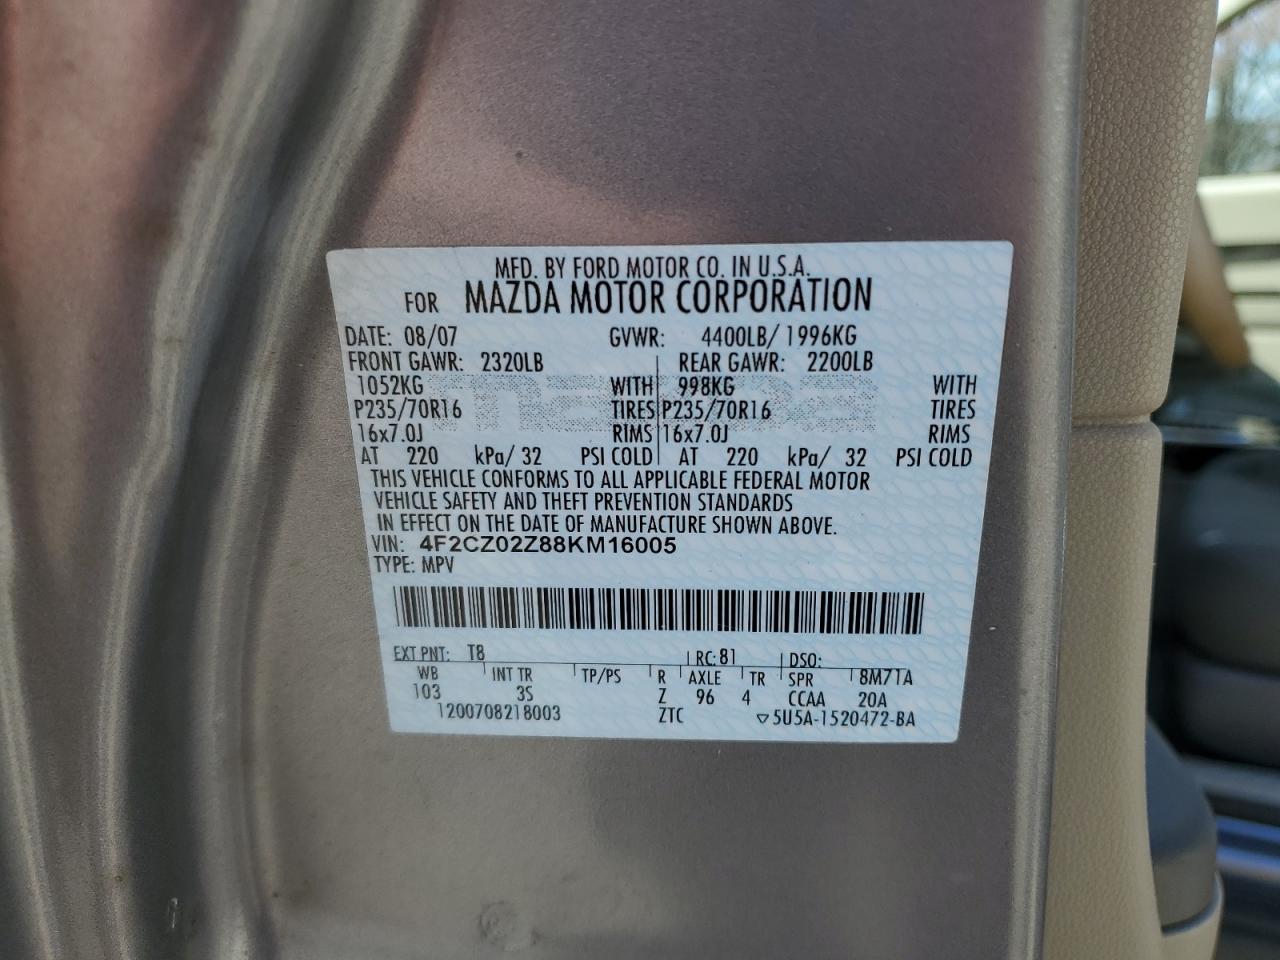 MFD. BY FORD MOTOR CO. IN U.S.A.
FOR MAZDA MOTOR CORPORATION
DATE: 08/07 GVWR: 4400LB/ 1996KG
FRONT GAWR: 2320LB REAR GAWR: 2200LB
1052KG WITH 998KG WITH
P235/70R16 TIRES P235/70R16 TIRES
16x7.0J RIMS 16x7.0J RIMS
AT 220 kPa/ 32 PSI COLD AT 220 kPa/ 32 PSI COLD
THIS VEHICLE CONFORMS TO ALL APPLICABLE FEDERAL MOTOR
VEHICLE SAFETY AND THEFT PREVENTION STANDARDS
IN EFFECT ON THE DATE OF MANUFACTURE SHOWN ABOVE.
VIN: 4F2CZ02Z88KM16005
TYPE: MPV
EXT PNT: T8 RC: 81 DSO:
WB INT TR TP/PS R AXLE TR SPR 8M71A
103 3S Z 96 4 CCAA 20A
1200708218003 ZTC ▽5U5A-1520472-BA